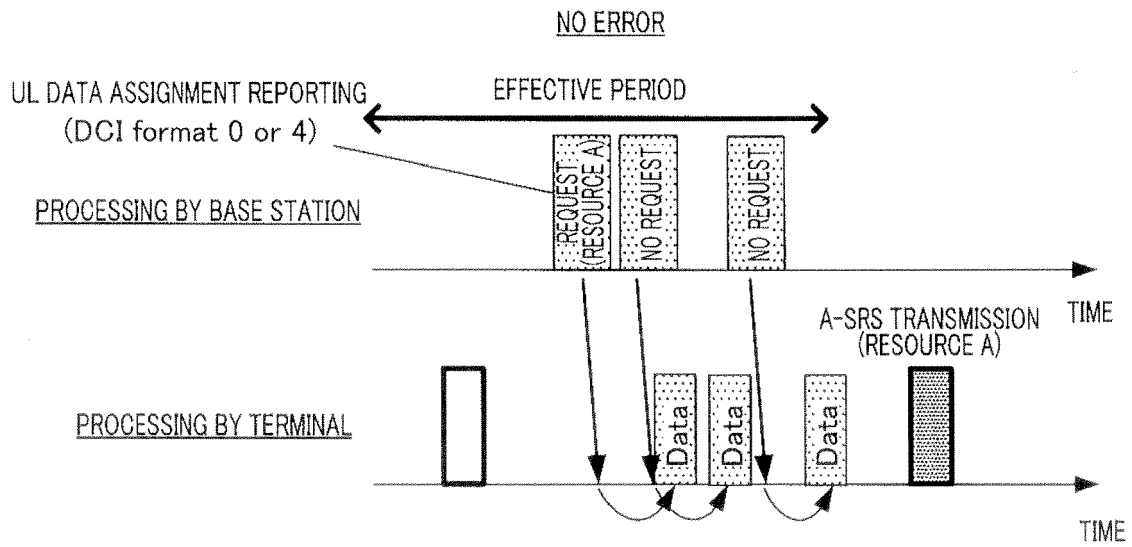 NO ERROR
UL DATA ASSIGNMENT REPORTING
(DCI format 0 or 4)
EFFECTIVE PERIOD
PROCESSING BY BASE STATION
REQUEST
(RESOURCE A)
NO REQUEST
NO REQUEST
TIME
A-SRS TRANSMISSION
(RESOURCE A)
PROCESSING BY TERMINAL
Data
Data
Data
TIME